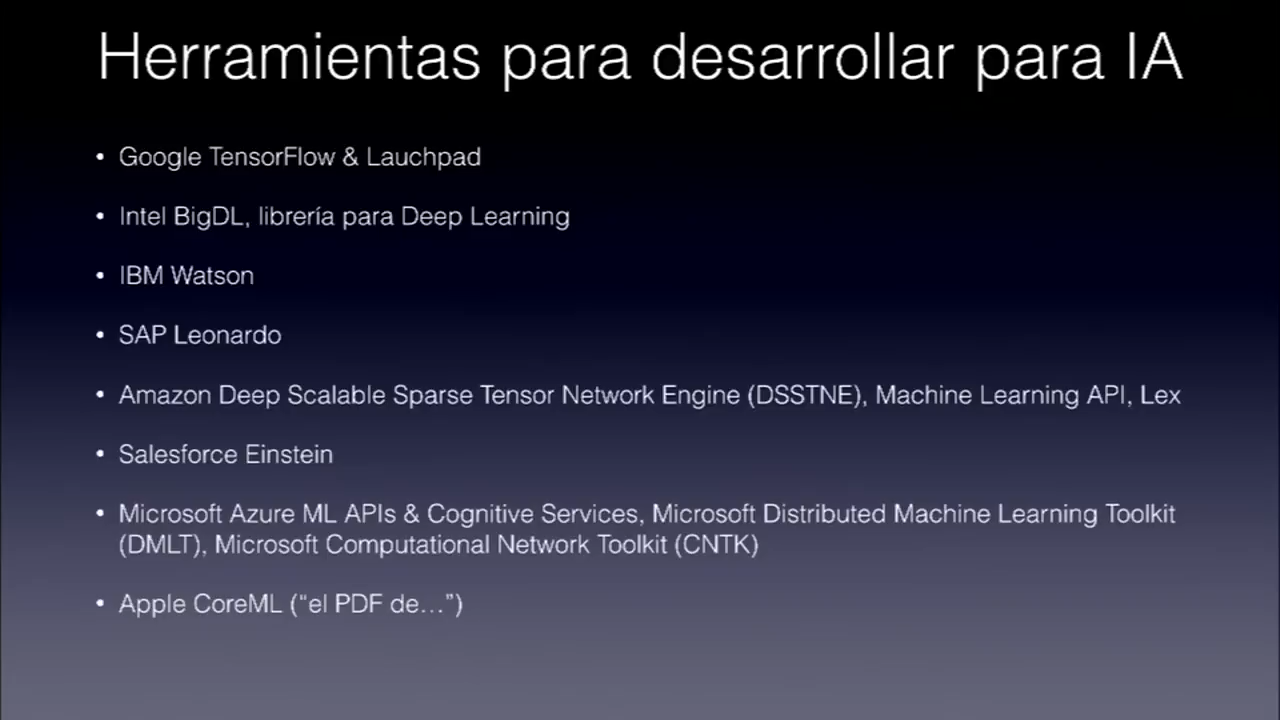 Herramientas para desarrollar para IA
• Google TensorFlow & Lauchpad
• Intel BigDL, librería para Deep Learning
• IBM Watson
• SAP Leonardo
• Amazon Deep Scalable Sparse Tensor Network Engine (DSSTNE), Machine Learning API, Lex
• Salesforce Einstein
• Microsoft Azure ML APIs & Cognitive Services, Microsoft Distributed Machine Learning Toolkit
(DMLT), Microsoft Computational Network Toolkit (CNTK)
• Apple CoreML (“el PDF de…”)